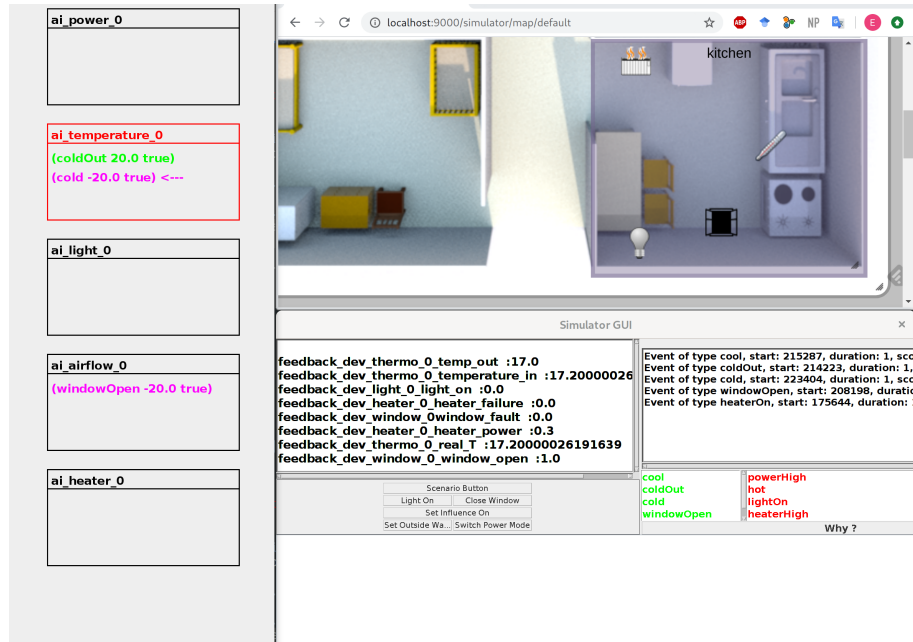 ai_power_0
ai_temperature_0
(coldOut 20.0 true)
(cold -20.0 true) <---
ai_light_0
ai_airflow_0
(windowOpen -20.0 true)
ai_heater_0
localhost:9000/simulator/map/default
ABP
NP
E
kitchen
Simulator GUI
feedback_dev_thermo_0_temp_out :17.0
feedback_dev_thermo_0_temperature_in :17.20000026
feedback_dev_light_0_light_on :0.0
feedback_dev_heater_0_heater_failure :0.0
feedback_dev_window_0window_fault :0.0
feedback_dev_heater_0_heater_power :0.3
feedback_dev_thermo_0_real_T :17.20000026191639
feedback_dev_window_0_window_open :1.0
Scenario Button
Light On
Close Window
Set Influence On
Set Outside Wa...
Switch Power Mode
Event of type cool, start: 215287, duration: 1, sco
Event of type coldOut, start: 214223, duration: 1,
Event of type cold, start: 223404, duration: 1, sco
Event of type windowOpen, start: 208198, duratio
Event of type heaterOn, start: 175644, duration:
cool
coldOut
cold
windowOpen
powerHigh
hot
lightOn
heaterHigh
Why ?